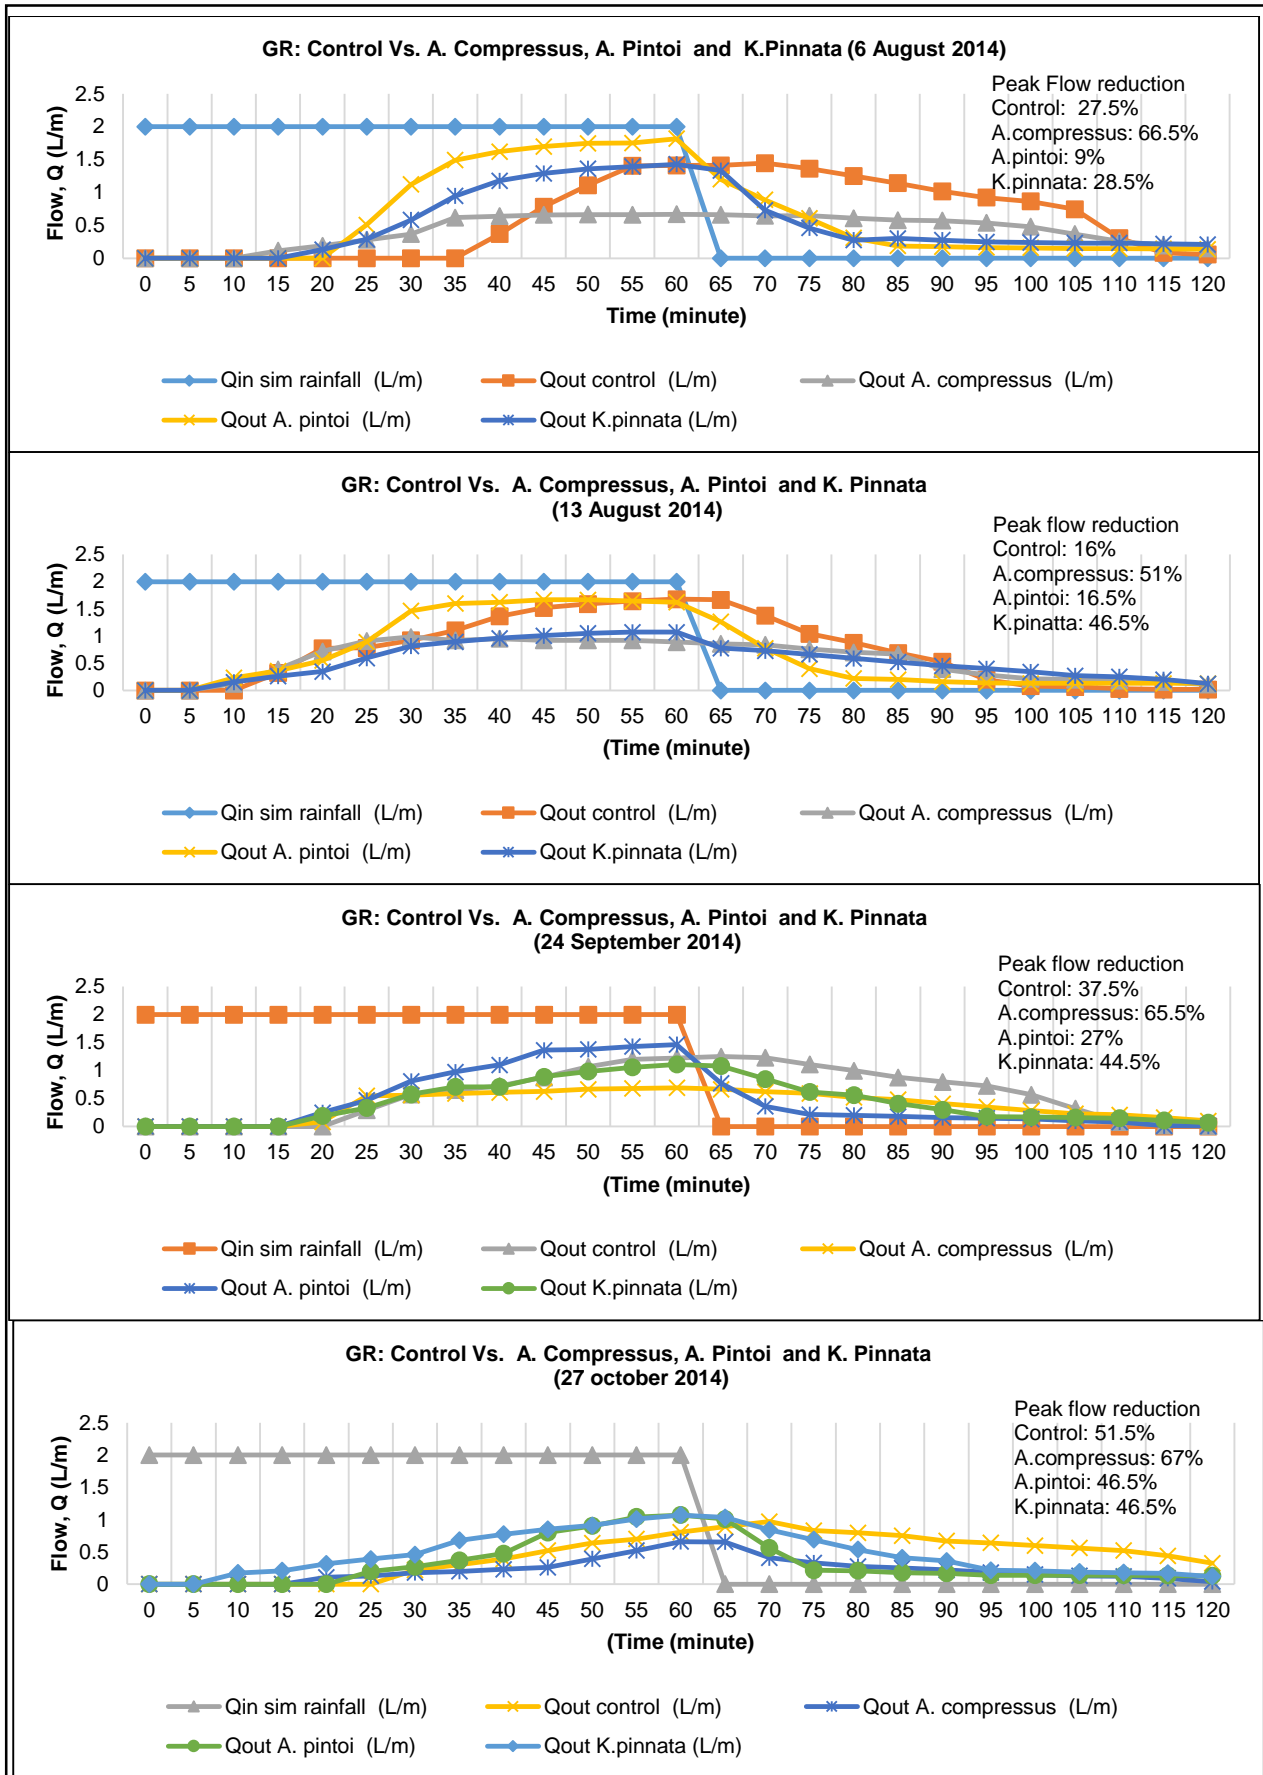 GR: Control Vs. A. Compressus, A. Pintoi and K.Pinnata (6 August 2014)
Peak Flow reduction
Control: 27.5%
A.compressus: 66.5%
A.pintoi: 9%
K.pinnata: 28.5%
Flow, Q (L/m)
2.5
2
1.5
1
0.5
0
0 5 10 15 20 25 30 35 40 45 50 55 60 65 70 75 80 85 90 95 100 105 110 115 120
Time (minute)
Qin sim rainfall (L/m) Qout control (L/m) Qout A. compressus (L/m)
Qout A. pintoi (L/m) Qout K.pinnata (L/m)
GR: Control Vs. A. Compressus, A. Pintoi and K. Pinnata
(13 August 2014)
Peak flow reduction
Control: 16%
A.compressus: 51%
A.pintoi: 16.5%
K.pinatta: 46.5%
Flow, Q (L/m)
2.5
2
1.5
1
0.5
0
0 5 10 15 20 25 30 35 40 45 50 55 60 65 70 75 80 85 90 95 100 105 110 115 120
(Time (minute)
Qin sim rainfall (L/m) Qout control (L/m) Qout A. compressus (L/m)
Qout A. pintoi (L/m) Qout K.pinnata (L/m)
GR: Control Vs. A. Compressus, A. Pintoi and K. Pinnata
(24 September 2014)
Peak flow reduction
Control: 37.5%
A.compressus: 65.5%
A.pintoi: 27%
K.pinnata: 44.5%
Flow, Q (L/m)
2.5
2
1.5
1
0.5
0
0 5 10 15 20 25 30 35 40 45 50 55 60 65 70 75 80 85 90 95 100 105 110 115 120
(Time (minute)
Qin sim rainfall (L/m) Qout control (L/m) Qout A. compressus (L/m)
Qout A. pintoi (L/m) Qout K.pinnata (L/m)
GR: Control Vs. A. Compressus, A. Pintoi and K. Pinnata
(27 october 2014)
Peak flow reduction
Control: 51.5%
A.compressus: 67%
A.pintoi: 46.5%
K.pinnata: 46.5%
Flow, Q (L/m)
2.5
2
1.5
1
0.5
0
0 5 10 15 20 25 30 35 40 45 50 55 60 65 70 75 80 85 90 95 100 105 110 115 120
(Time (minute)
Qin sim rainfall (L/m) Qout control (L/m) Qout A. compressus (L/m)
Qout A. pintoi (L/m) Qout K.pinnata (L/m)